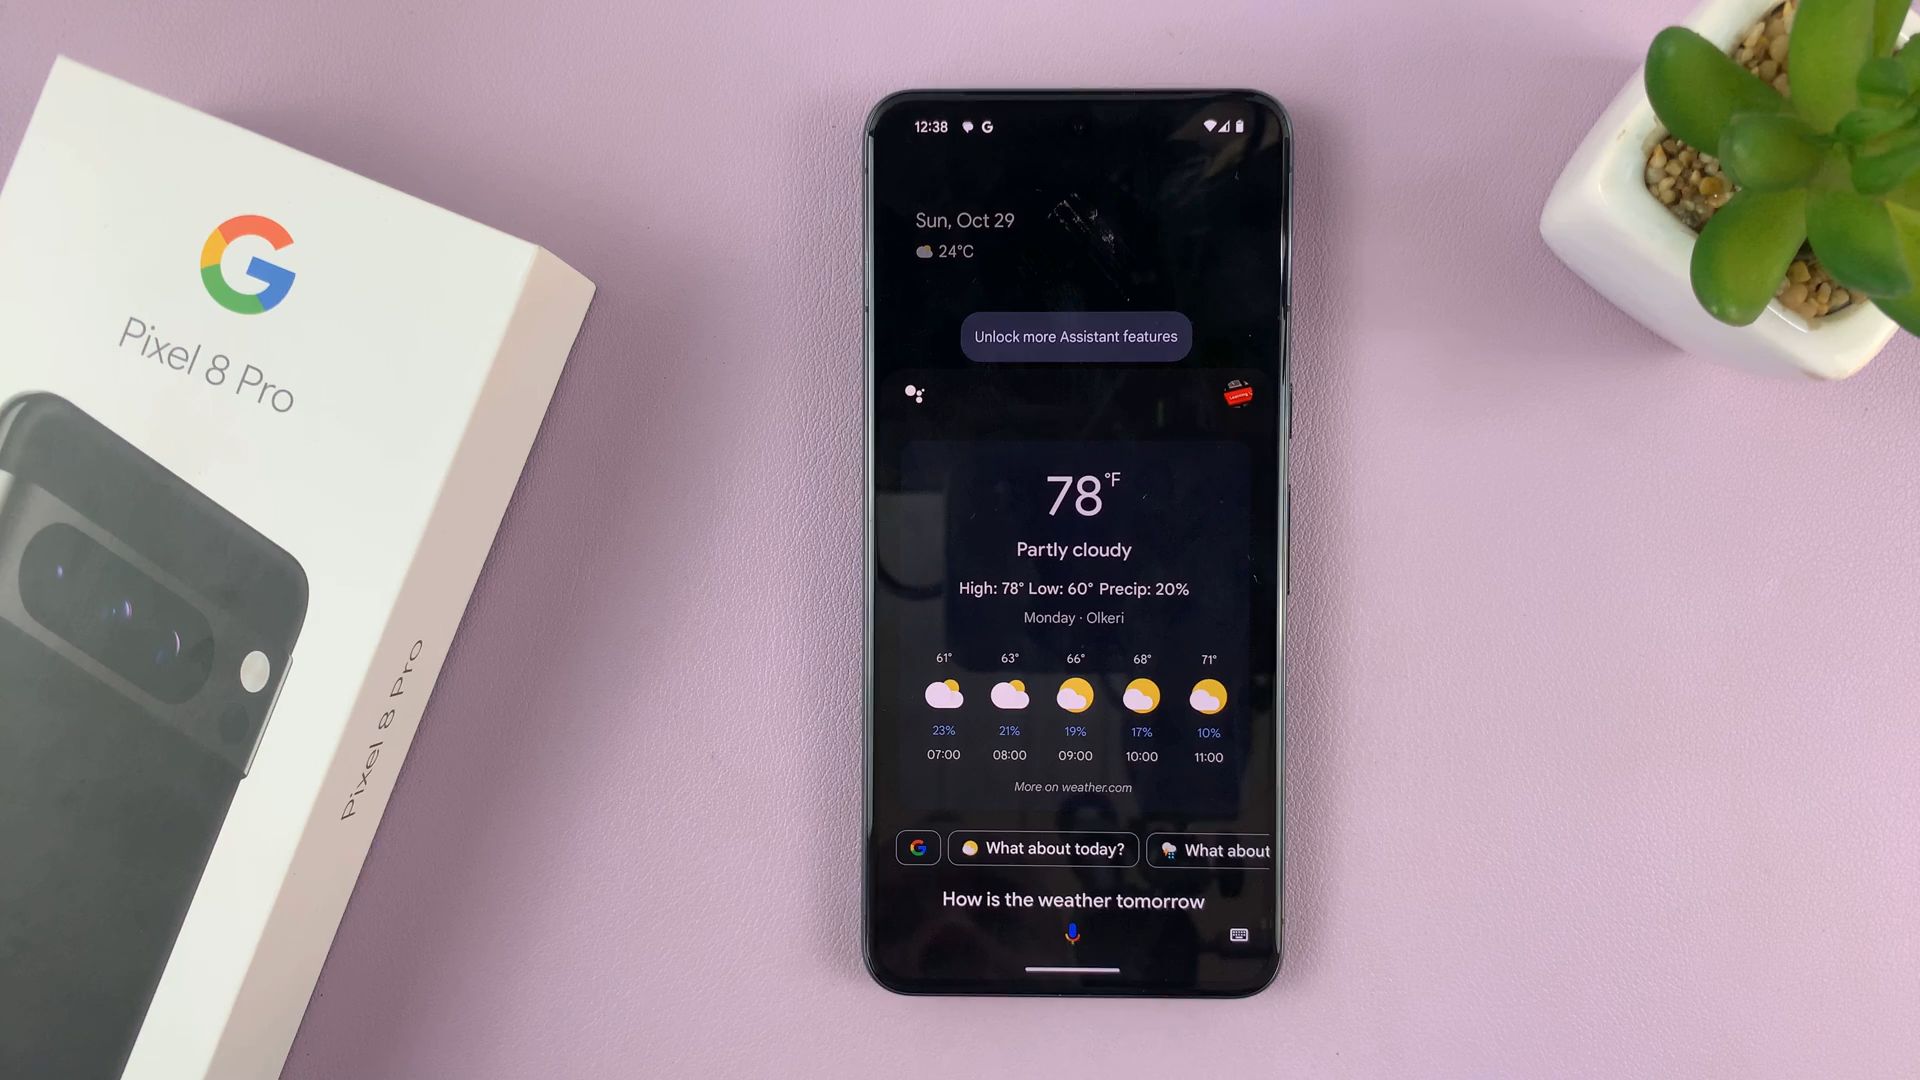 Pixel 8 Pro
Pixel 8 Pro
12:38
Sun, Oct 29
24°C
Unlock more Assistant features
78°F
Partly cloudy
High: 78° Low: 60° Precip: 20%
Monday · Olkeri
61° 63° 66° 68° 71°
23% 21% 19% 17% 10%
07:00 08:00 09:00 10:00 11:00
More on weather.com
What about today? What about
How is the weather tomorrow